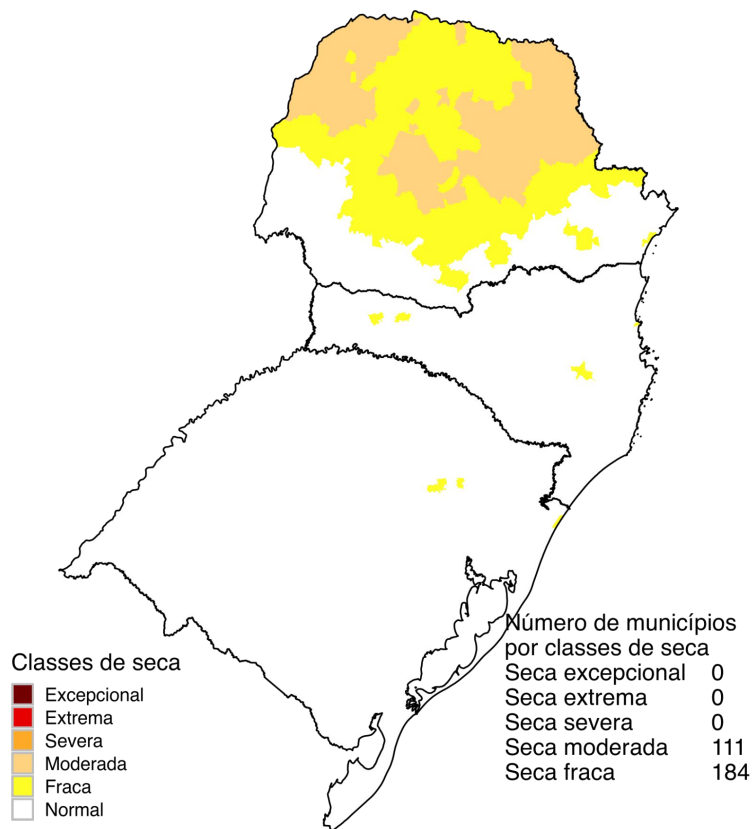 Classes de seca
Excepcional
Extrema
Severa
Moderada
Fraca
Normal
Número de municípios
por classes de seca
Seca excepcional 0
Seca extrema 0
Seca severa 0
Seca moderada 111
Seca fraca 184